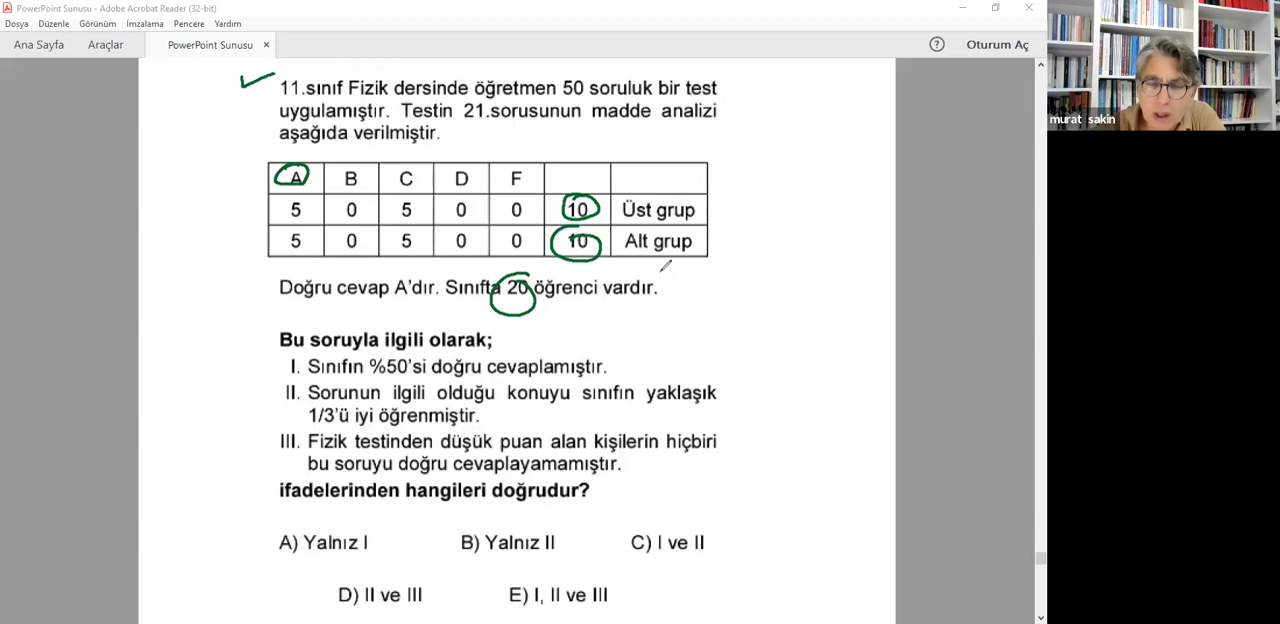 PowerPoint Sunusu - Adobe Acrobat Reader (32-bit)
Dosya Düzenle Görünüm İmzalama Pencere Yardım
Ana Sayfa Araçlar PowerPoint Sunusu × ? Oturum Aç
murat sakin
11.sınıf Fizik dersinde öğretmen 50 soruluk bir test
uygulamıştır. Testin 21.sorusunun madde analizi
aşağıda verilmiştir.
A B C D F
5 0 5 0 0 10 Üst grup
5 0 5 0 0 10 Alt grup
Doğru cevap A'dır. Sınıfta 20 öğrenci vardır.
Bu soruyla ilgili olarak;
I. Sınıfın %50'si doğru cevaplamıştır.
II. Sorunun ilgili olduğu konuyu sınıfın yaklaşık
1/3'ü iyi öğrenmiştir.
III. Fizik testinden düşük puan alan kişilerin hiçbiri
bu soruyu doğru cevaplayamamıştır.
ifadelerinden hangileri doğrudur?
A) Yalnız I B) Yalnız II C) I ve II
D) II ve III E) I, II ve III